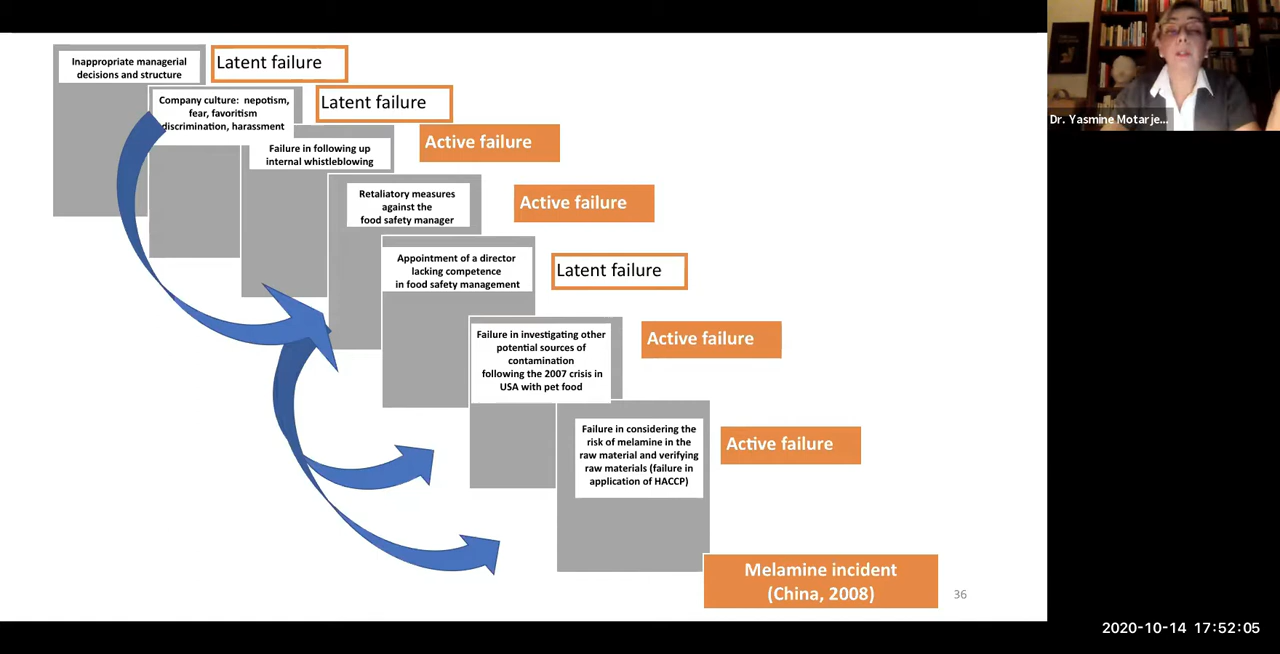 Inappropriate managerial
decisions and structure
Latent failure
Company culture: nepotism,
fear, favoritism
discrimination, harassment
Latent failure
Failure in following up
internal whistleblowing
Active failure
Retaliatory measures
against the
food safety manager
Active failure
Appointment of a director
lacking competence
in food safety management
Latent failure
Failure in investigating other
potential sources of
contamination
following the 2007 crisis in
USA with pet food
Active failure
Failure in considering the
risk of melamine in the
raw material and verifying
raw materials (failure in
application of HACCP)
Active failure
Melamine incident
(China, 2008)
36
Dr. Yasmine Motarje...
2020-10-14 17:52:05